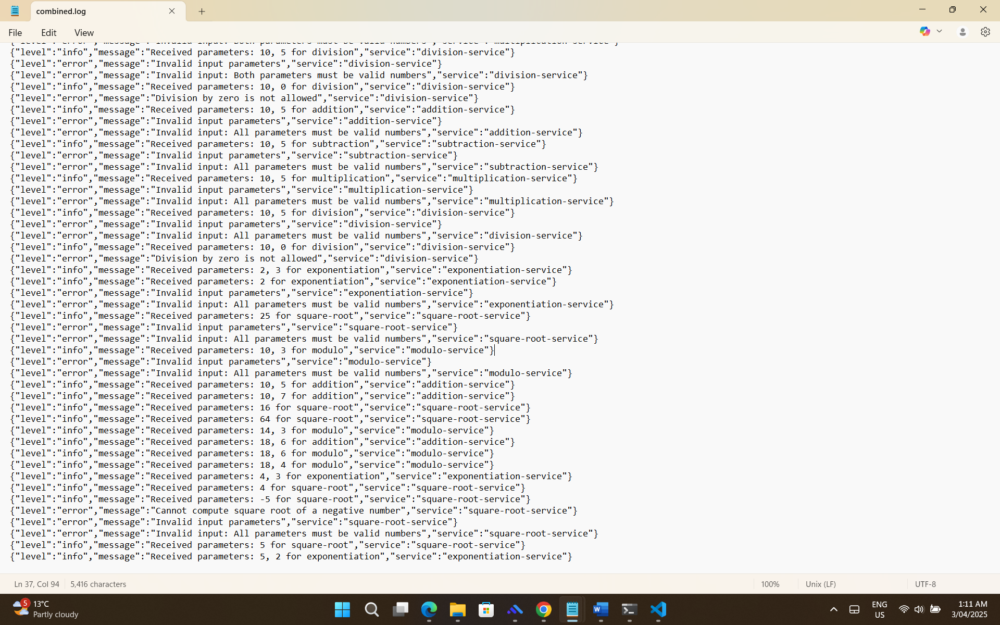 combined.log
File Edit View
{"level":"error","message":"Invalid input: Both parameters must be valid numbers","service":"multiplication-service"}
{"level":"info","message":"Received parameters: 10, 5 for division","service":"division-service"}
{"level":"error","message":"Invalid input parameters","service":"division-service"}
{"level":"error","message":"Invalid input: Both parameters must be valid numbers","service":"division-service"}
{"level":"info","message":"Received parameters: 10, 0 for division","service":"division-service"}
{"level":"error","message":"Division by zero is not allowed","service":"division-service"}
{"level":"info","message":"Received parameters: 10, 5 for addition","service":"addition-service"}
{"level":"error","message":"Invalid input parameters","service":"addition-service"}
{"level":"error","message":"Invalid input: All parameters must be valid numbers","service":"addition-service"}
{"level":"info","message":"Received parameters: 10, 5 for subtraction","service":"subtraction-service"}
{"level":"error","message":"Invalid input parameters","service":"subtraction-service"}
{"level":"error","message":"Invalid input: All parameters must be valid numbers","service":"subtraction-service"}
{"level":"info","message":"Received parameters: 10, 5 for multiplication","service":"multiplication-service"}
{"level":"error","message":"Invalid input parameters","service":"multiplication-service"}
{"level":"error","message":"Invalid input: All parameters must be valid numbers","service":"multiplication-service"}
{"level":"info","message":"Received parameters: 10, 5 for division","service":"division-service"}
{"level":"error","message":"Invalid input parameters","service":"division-service"}
{"level":"error","message":"Invalid input: All parameters must be valid numbers","service":"division-service"}
{"level":"info","message":"Received parameters: 10, 0 for division","service":"division-service"}
{"level":"error","message":"Division by zero is not allowed","service":"division-service"}
{"level":"info","message":"Received parameters: 2, 3 for exponentiation","service":"exponentiation-service"}
{"level":"info","message":"Received parameters: 2 for exponentiation","service":"exponentiation-service"}
{"level":"error","message":"Invalid input parameters","service":"exponentiation-service"}
{"level":"error","message":"Invalid input: All parameters must be valid numbers","service":"exponentiation-service"}
{"level":"info","message":"Received parameters: 25 for square-root","service":"square-root-service"}
{"level":"error","message":"Invalid input parameters","service":"square-root-service"}
{"level":"error","message":"Invalid input: All parameters must be valid numbers","service":"square-root-service"}
{"level":"info","message":"Received parameters: 10, 3 for modulo","service":"modulo-service"}
{"level":"error","message":"Invalid input parameters","service":"modulo-service"}
{"level":"error","message":"Invalid input: All parameters must be valid numbers","service":"modulo-service"}
{"level":"info","message":"Received parameters: 10, 5 for addition","service":"addition-service"}
{"level":"info","message":"Received parameters: 10, 7 for addition","service":"addition-service"}
{"level":"info","message":"Received parameters: 16 for square-root","service":"square-root-service"}
{"level":"info","message":"Received parameters: 64 for square-root","service":"square-root-service"}
{"level":"info","message":"Received parameters: 14, 3 for modulo","service":"modulo-service"}
{"level":"info","message":"Received parameters: 18, 6 for addition","service":"addition-service"}
{"level":"info","message":"Received parameters: 18, 6 for modulo","service":"modulo-service"}
{"level":"info","message":"Received parameters: 18, 4 for modulo","service":"modulo-service"}
{"level":"info","message":"Received parameters: 4, 3 for exponentiation","service":"exponentiation-service"}
{"level":"info","message":"Received parameters: 4 for square-root","service":"square-root-service"}
{"level":"info","message":"Received parameters: -5 for square-root","service":"square-root-service"}
{"level":"error","message":"Cannot compute square root of a negative number","service":"square-root-service"}
{"level":"error","message":"Invalid input parameters","service":"square-root-service"}
{"level":"error","message":"Invalid input: All parameters must be valid numbers","service":"square-root-service"}
{"level":"info","message":"Received parameters: 5 for square-root","service":"square-root-service"}
{"level":"info","message":"Received parameters: 5, 2 for exponentiation","service":"exponentiation-service"}
Ln 37, Col 94 5,416 characters 100% Unix (LF) UTF-8
5 13°C ENG 1:11 AM
Partly cloudy US 3/04/2025